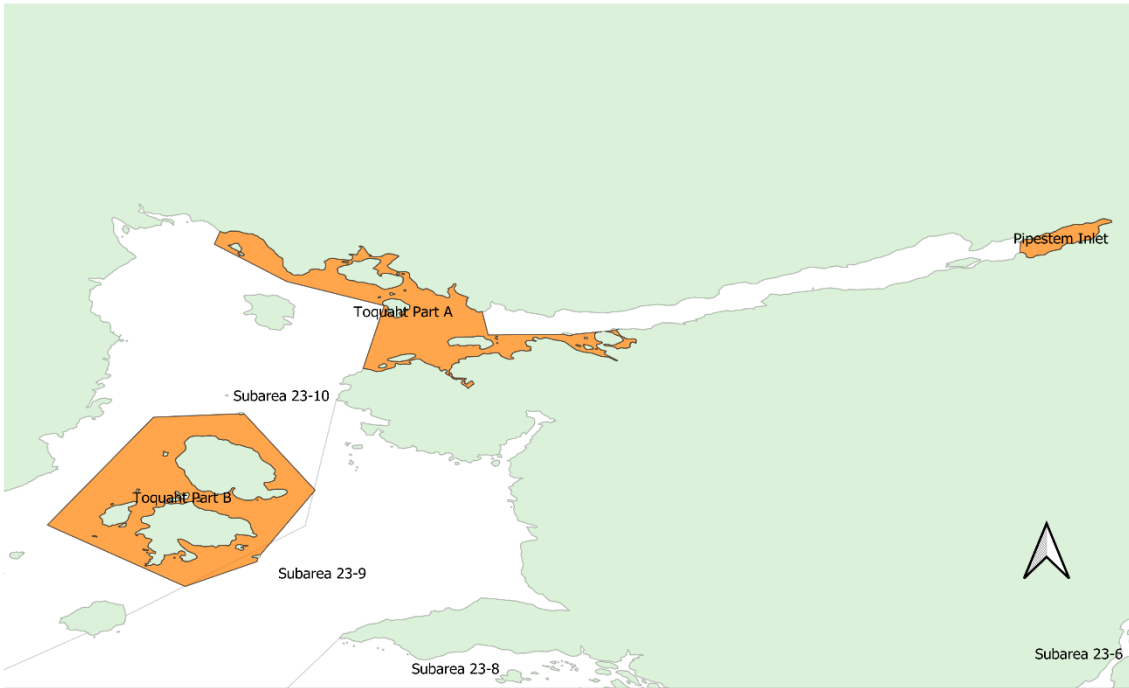 Pipestem Inlet
Toquaht Part A
Subarea 23-10
Toquaht Part B
Subarea 23-9
Subarea 23-6
Subarea 23-8